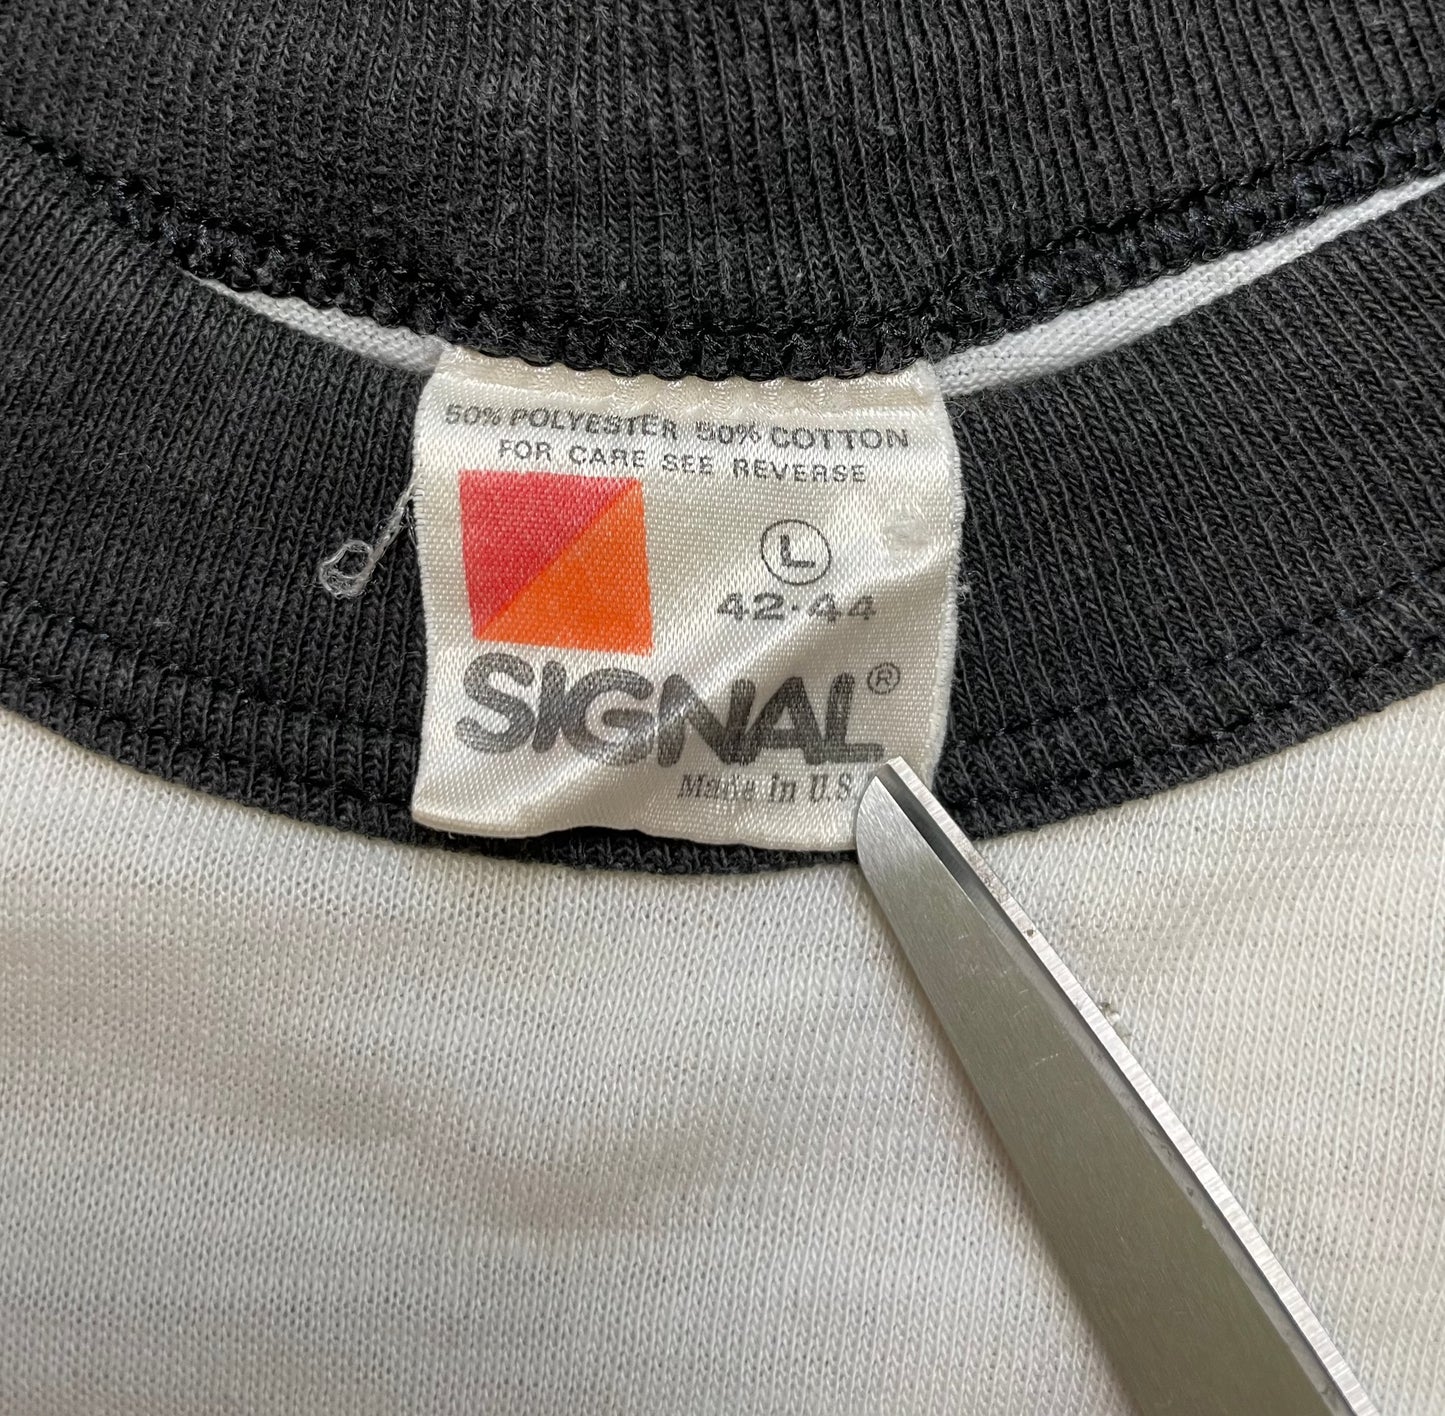 50% POLYESTER 50% COTTON
FOR CARE SEE REVERSE
L
42-44
SIGNAL®
Made in U.S.